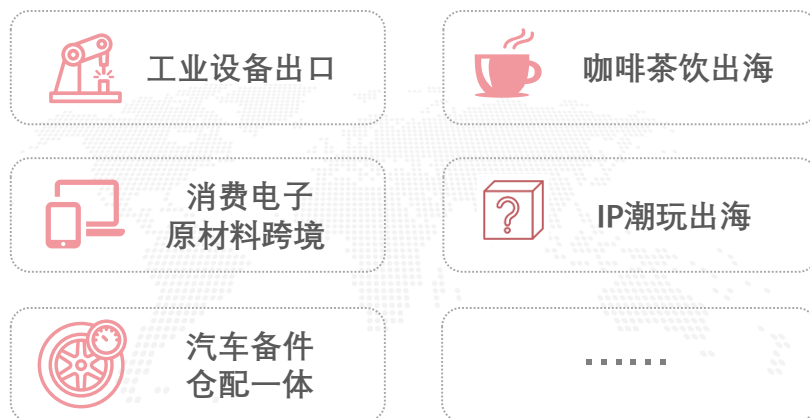 工业设备出口
咖啡茶饮出海
消费电子
原材料跨境
?
IP潮玩出海
汽车备件
仓配一体
······